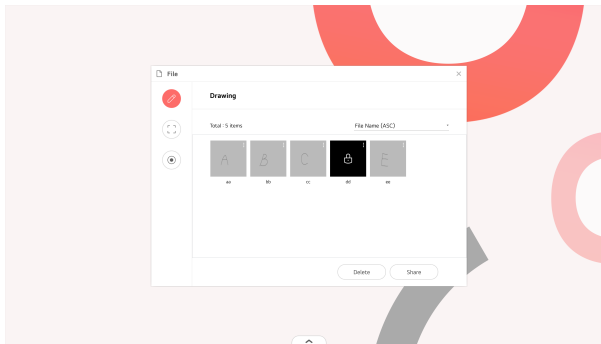 File
Drawing
Total : 5 items
File Name (ASC)
A B C E
aa bb cc dd ee
Delete Share